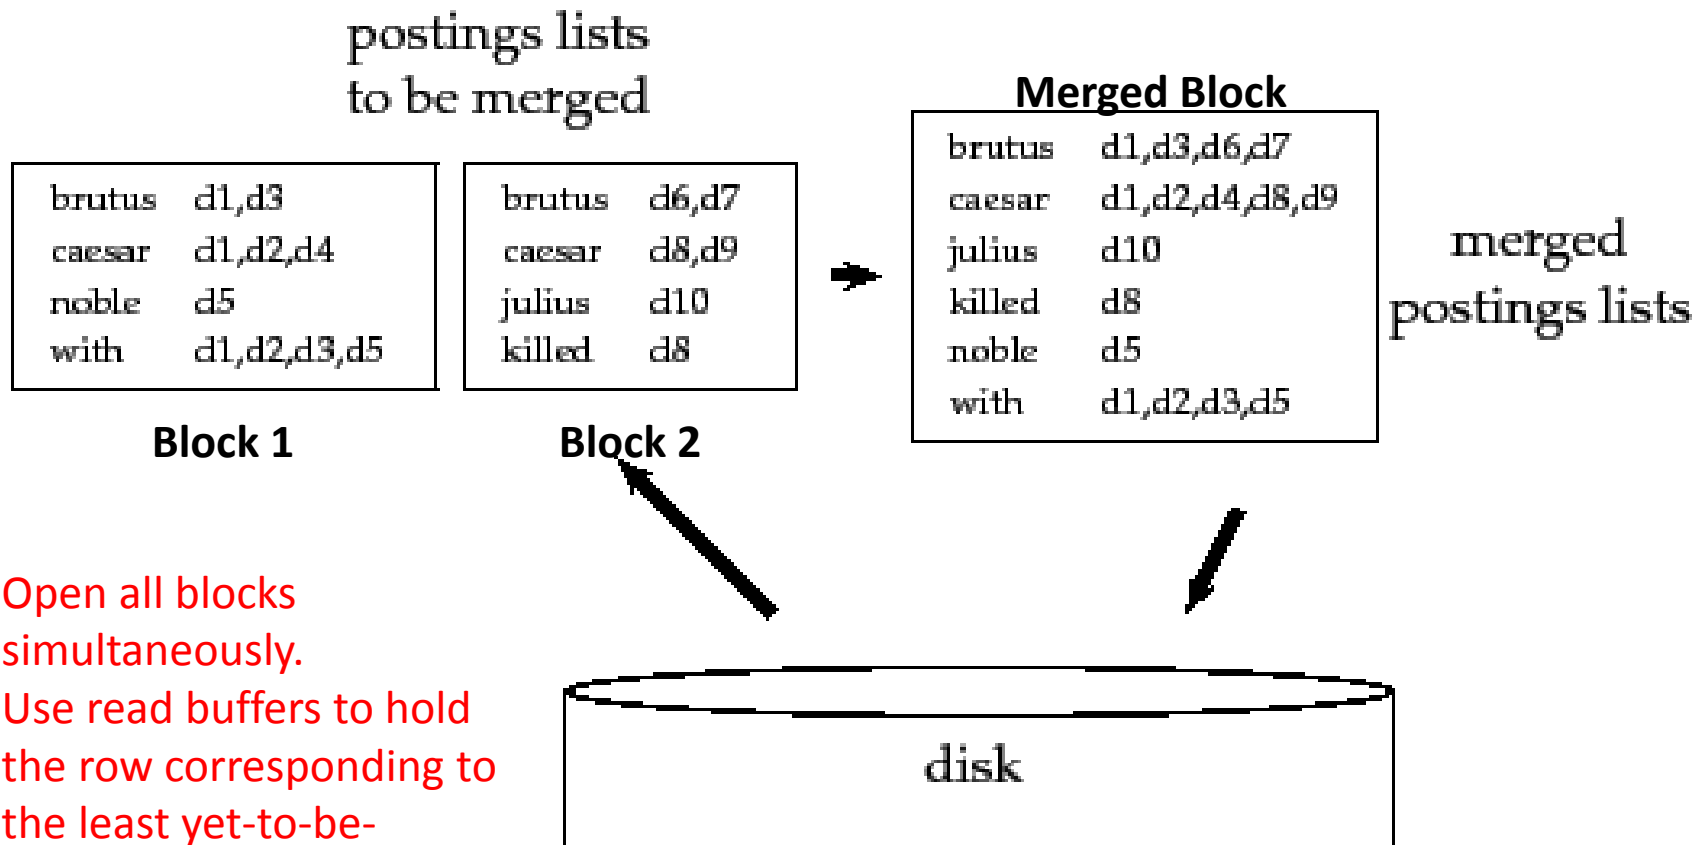 postings lists
to be merged
Merged Block
brutus d1,d3
caesar d1,d2,d4
noble d5
with d1,d2,d3,d5
Block 1
brutus d6,d7
caesar d8,d9
julius d10
killed d8
Block 2
brutus d1,d3,d6,d7
caesar d1,d2,d4,d8,d9
julius d10
killed d8
noble d5
with d1,d2,d3,d5
merged
postings lists
Open all blocks
simultaneously.
Use read buffers to hold
the row corresponding to
the least yet-to-be-
disk